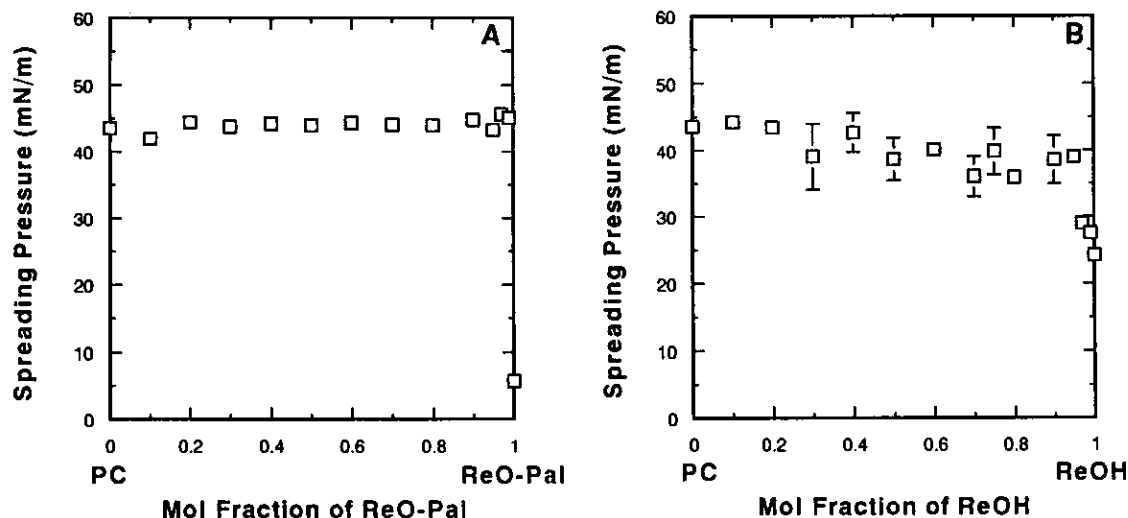 A
Spreading Pressure (mN/m)
60
50
40
30
20
10
0
0 0.2 0.4 0.6 0.8 1
PC ReO-Pal
Mol Fraction of ReO-Pal
B
Spreading Pressure (mN/m)
60
50
40
30
20
10
0
0 0.2 0.4 0.6 0.8 1
PC ReOH
Mol Fraction of ReOH